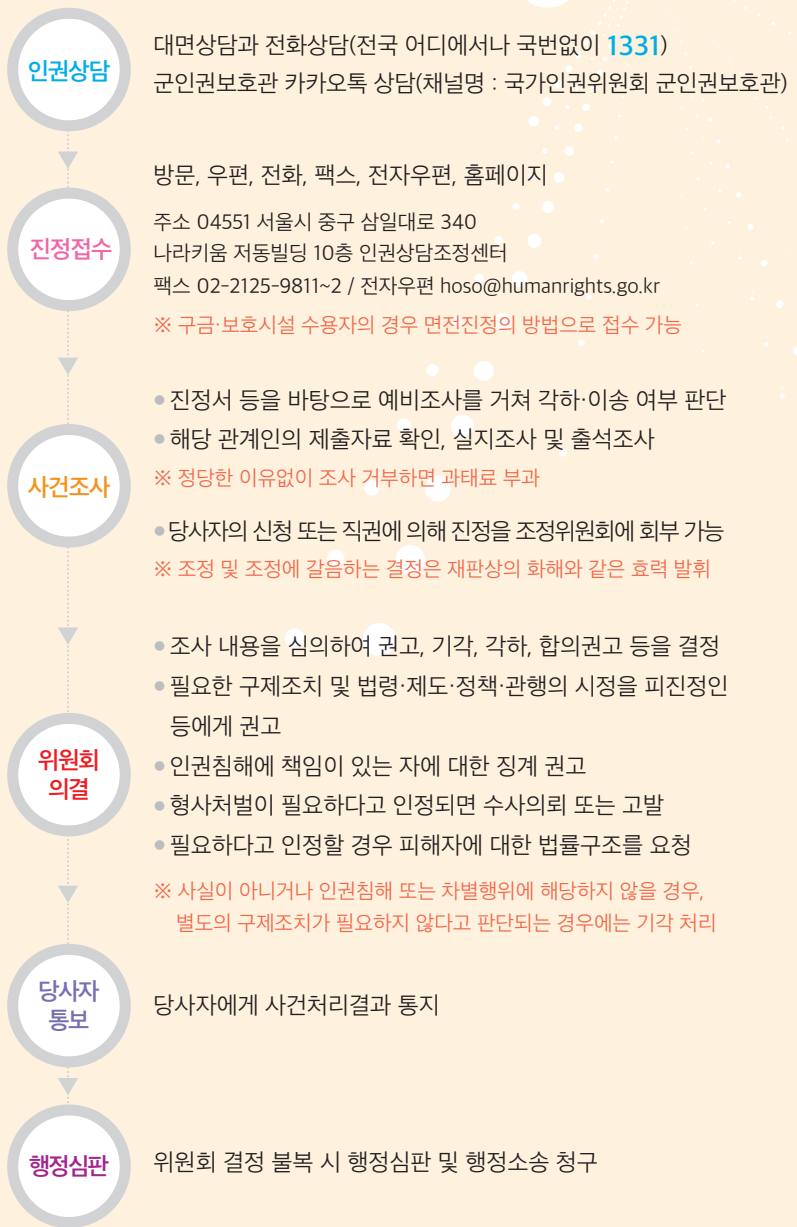 인권상담
대면상담과 전화상담(전국 어디에서나 국번없이 1331)
군인권보호관 카카오톡 상담(채널명 : 국가인권위원회 군인권보호관)
진정접수
방문, 우편, 전화, 팩스, 전자우편, 홈페이지
주소 04551 서울시 중구 삼일대로 340
나라키움 저동빌딩 10층 인권상담조정센터
팩스 02-2125-9811~2 / 전자우편 hoso@humanrights.go.kr
※ 구금·보호시설 수용자의 경우 면전진정의 방법으로 접수 가능
사건조사
● 진정서 등을 바탕으로 예비조사를 거쳐 각하·이송 여부 판단
● 해당 관계인의 제출자료 확인, 실지조사 및 출석조사
※ 정당한 이유없이 조사 거부하면 과태료 부과
● 당사자의 신청 또는 직권에 의해 진정을 조정위원회에 회부 가능
※ 조정 및 조정에 갈음하는 결정은 재판상의 화해와 같은 효력 발휘
위원회
의결
● 조사 내용을 심의하여 권고, 기각, 각하, 합의권고 등을 결정
● 필요한 구제조치 및 법령·제도·정책·관행의 시정을 피진정인
등에게 권고
● 인권침해에 책임이 있는 자에 대한 징계 권고
● 형사처벌이 필요하다고 인정되면 수사의뢰 또는 고발
● 필요하다고 인정할 경우 피해자에 대한 법률구조를 요청
※ 사실이 아니거나 인권침해 또는 차별행위에 해당하지 않을 경우,
별도의 구제조치가 필요하지 않다고 판단되는 경우에는 기각 처리
당사자
통보
당사자에게 사건처리결과 통지
행정심판
위원회 결정 불복 시 행정심판 및 행정소송 청구